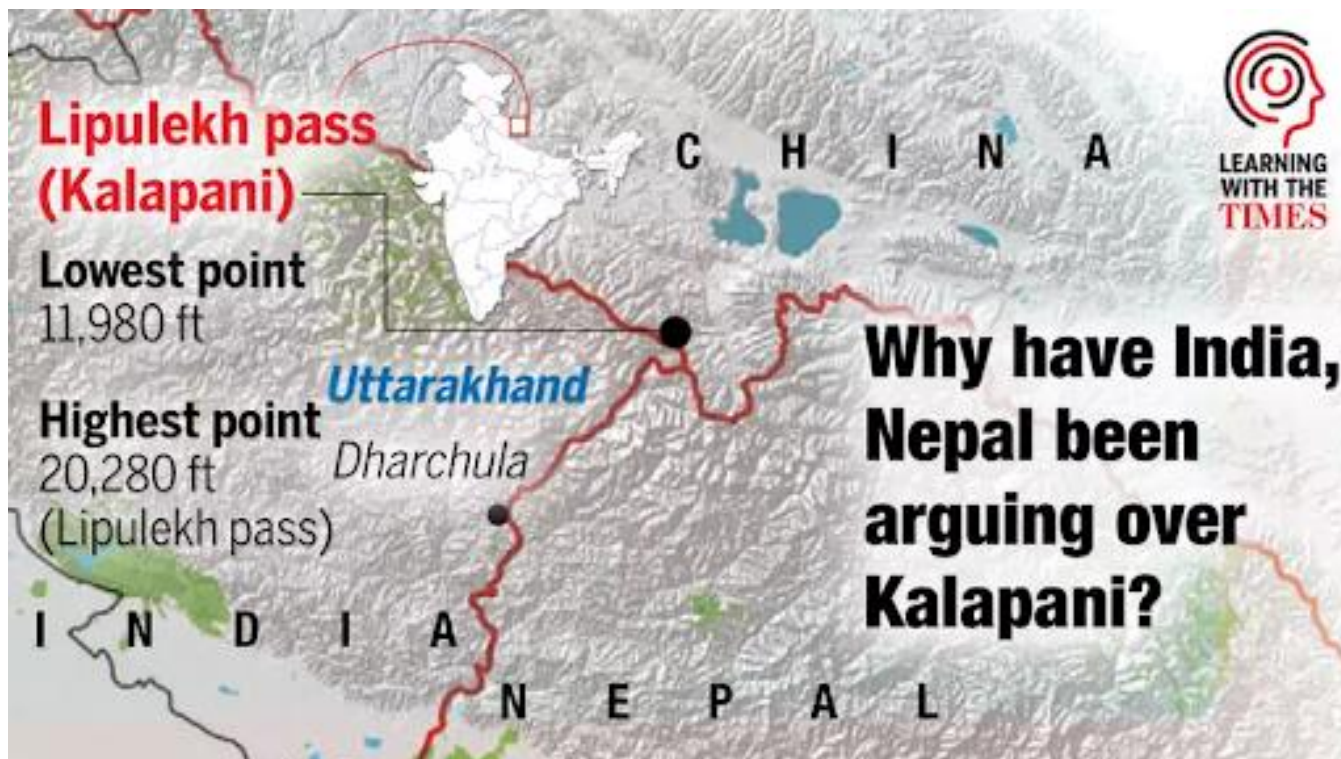 Lipulekh pass
(Kalapani)
Lowest point
11,980 ft
Highest point
20,280 ft
(Lipulekh pass)
Uttarakhand
Dharchula
C H I N A
I N D I A
N E P A L
LEARNING
WITH THE
TIMES
Why have India,
Nepal been
arguing over
Kalapani?